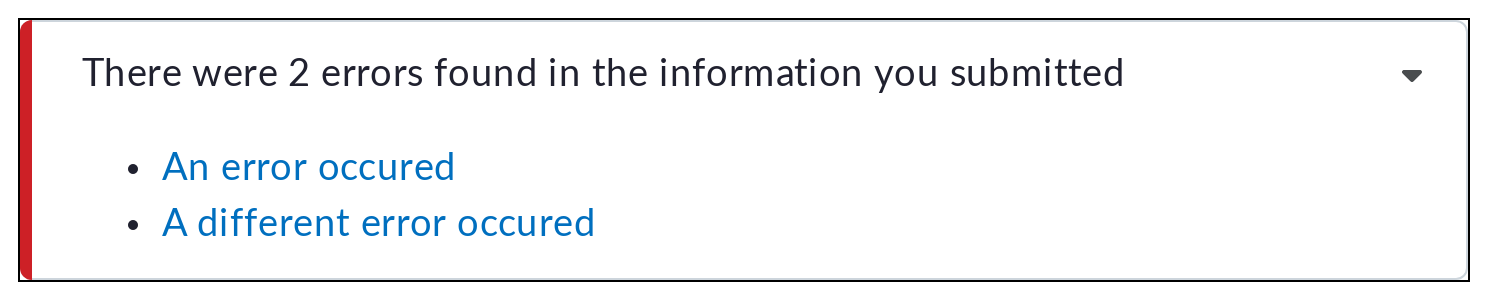 There were 2 errors found in the information you submitted
An error occured
A different error occured